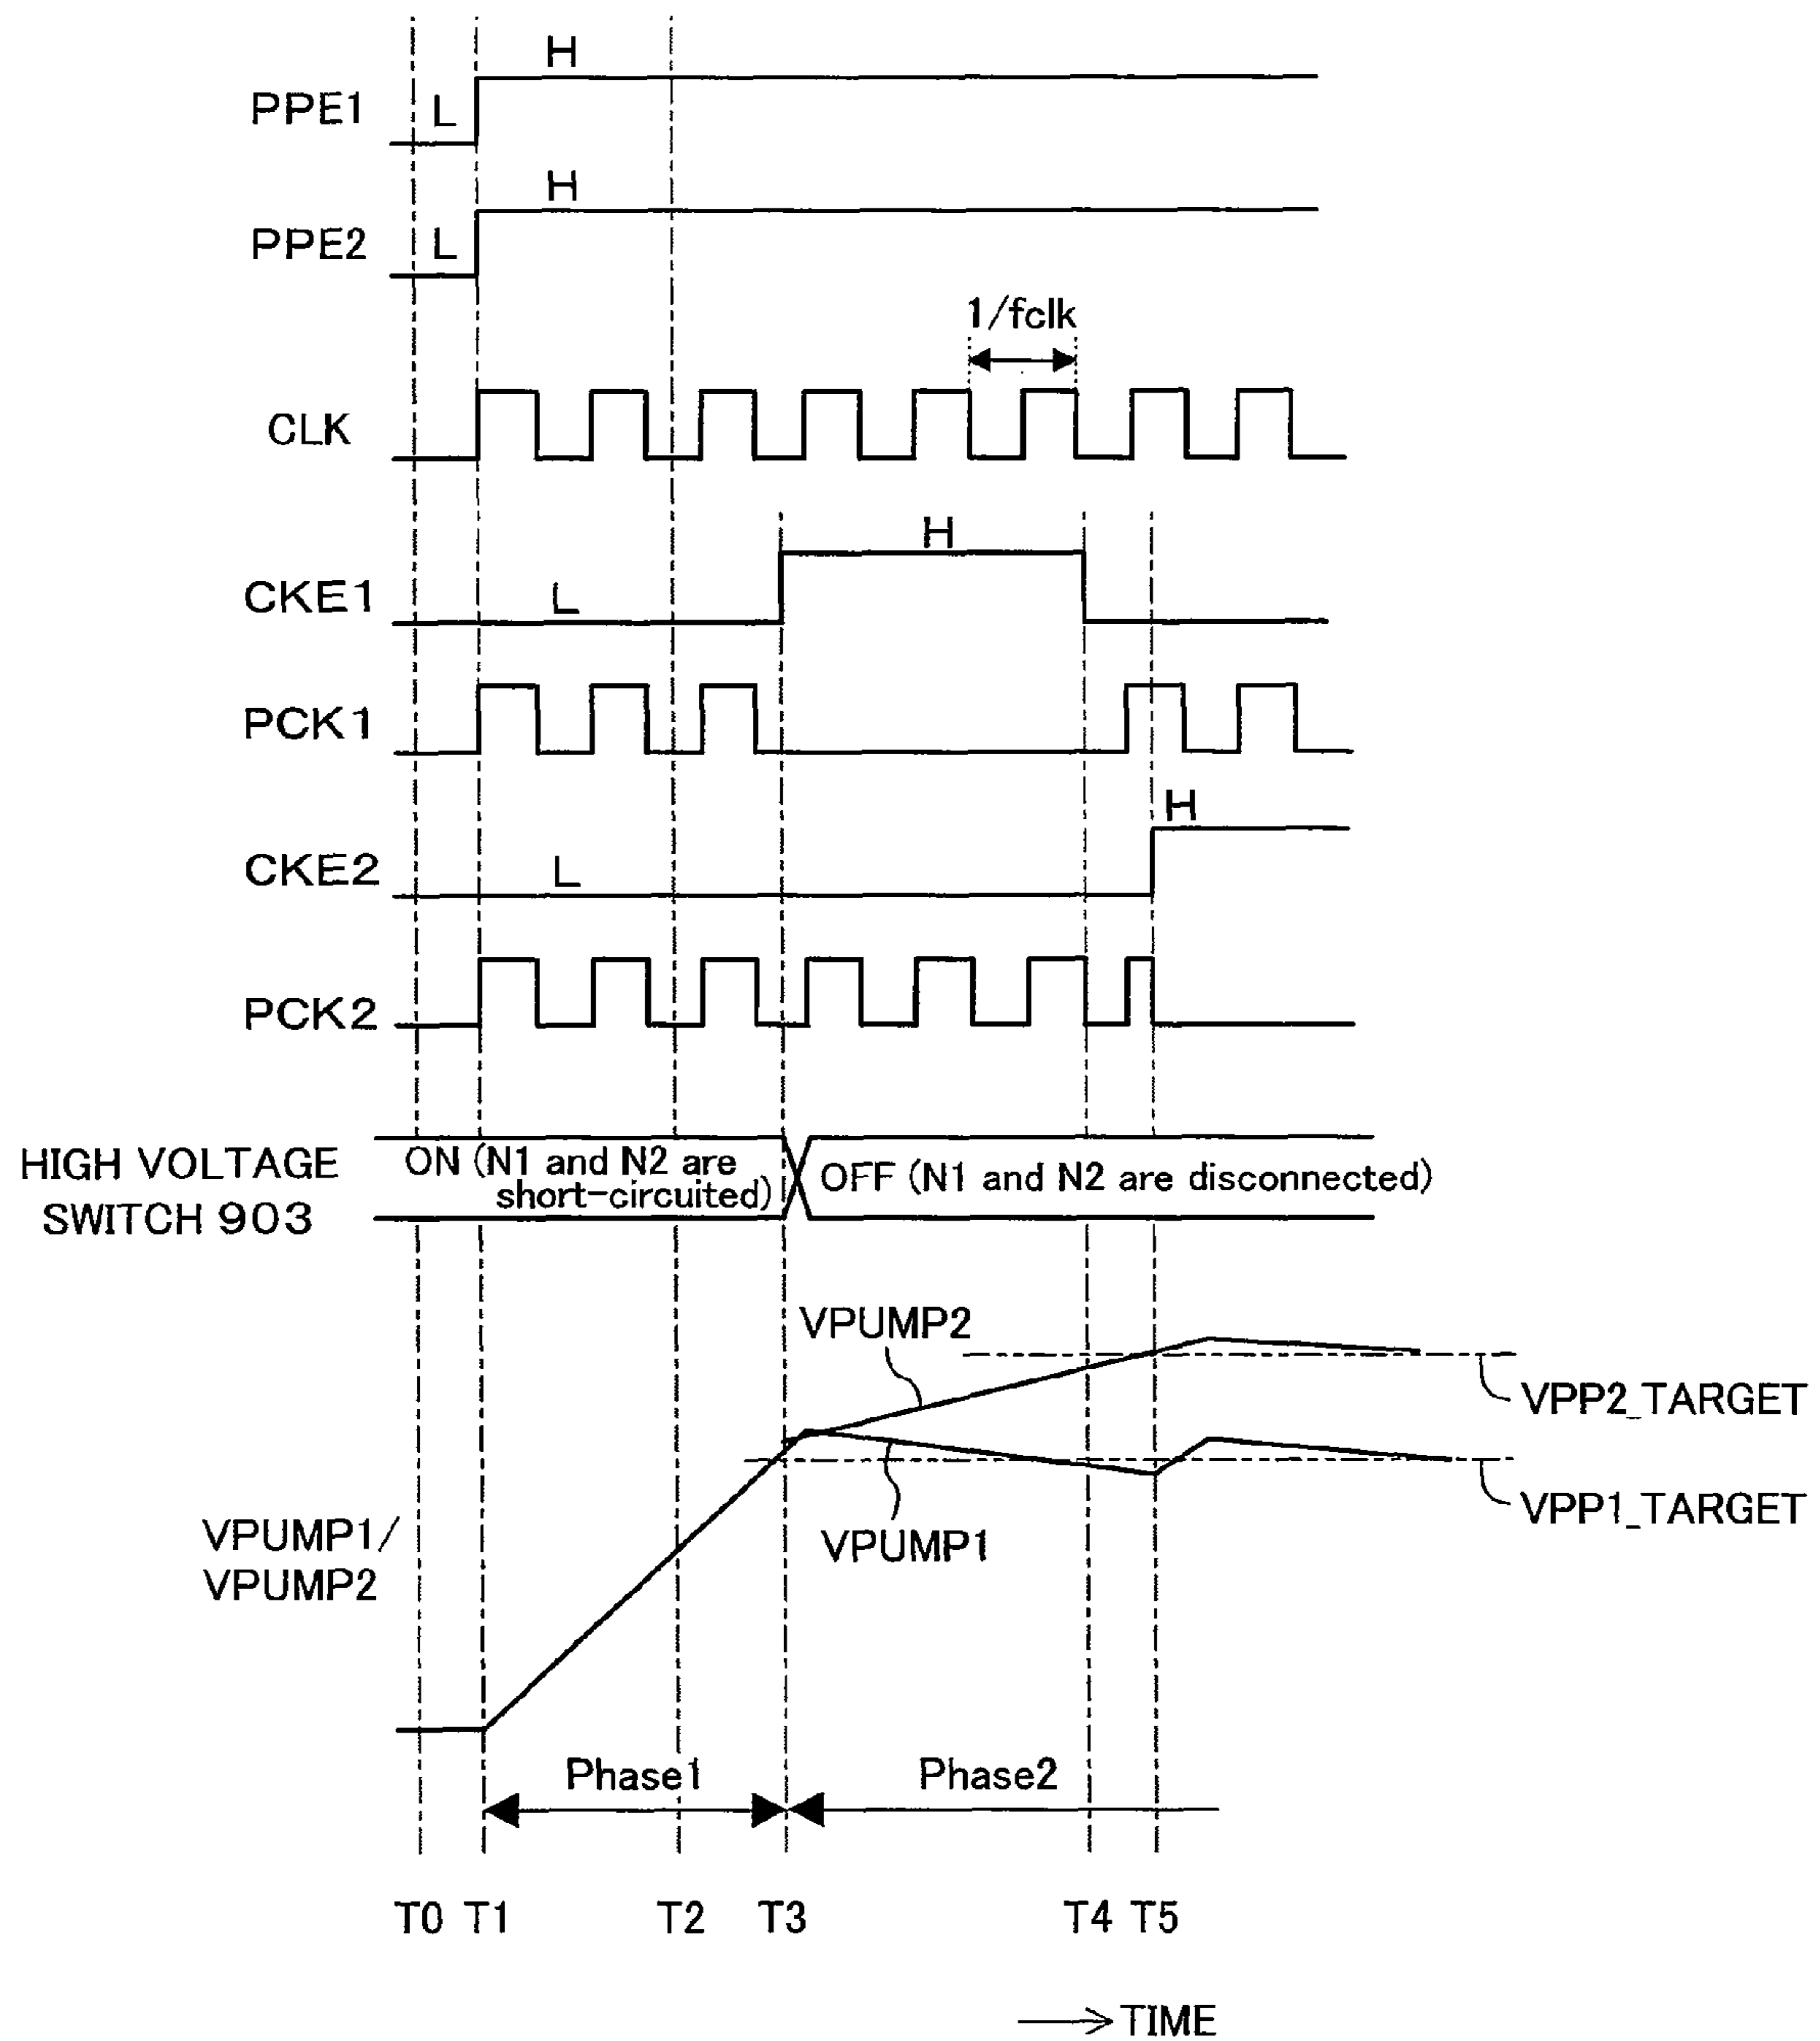 H
PPE1
L
H
PPE2
L
1/fclk
CLK
H
CKE1
L
PCK1
H
CKE2
L
PCK2
HIGH VOLTAGE
SWITCH 903
ON (N1 and N2 are
short-circuited)
OFF (N1 and N2 are disconnected)
VPUMP2
VPP2_TARGET
VPP1_TARGET
VPUMP1
VPUMP1/
VPUMP2
Phase1
Phase2
T0
T1
T2
T3
T4
T5
TIME